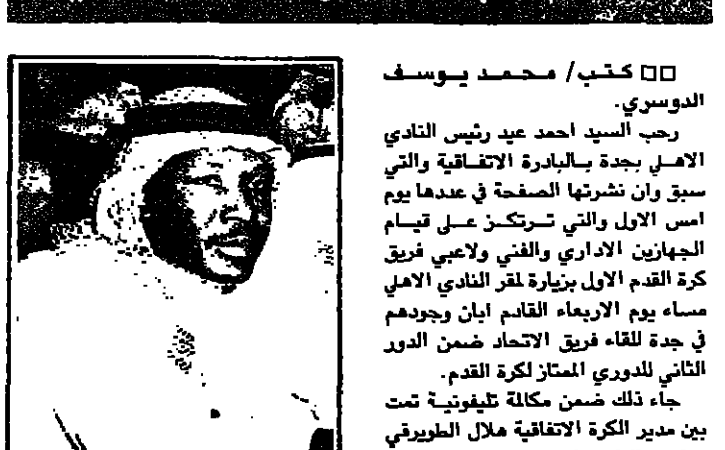 □□ كتب/ محمد يوسف
الدوسري.
رحب السيد احمد عيد رئيس النادي
الاهلي بجدة بالبادرة الاتفاقية والتي
سبق وان نشرتها الصفحة في عددها يوم
امس الاول والتي ترتكز على قيام
الجهازين الاداري والفني ولاعبي فريق
كرة القدم الاول بزيارة لمقر النادي الاهلي
مساء يوم الاربعاء القادم ابان وجودهم
في جدة للقاء فريق الاتحاد ضمن الدور
الثاني للدوري الممتاز لكرة القدم.
جاء ذلك ضمن مكالمة تليفونية تمت
بين مدير الكرة الاتفاقية هلال الطويرقي